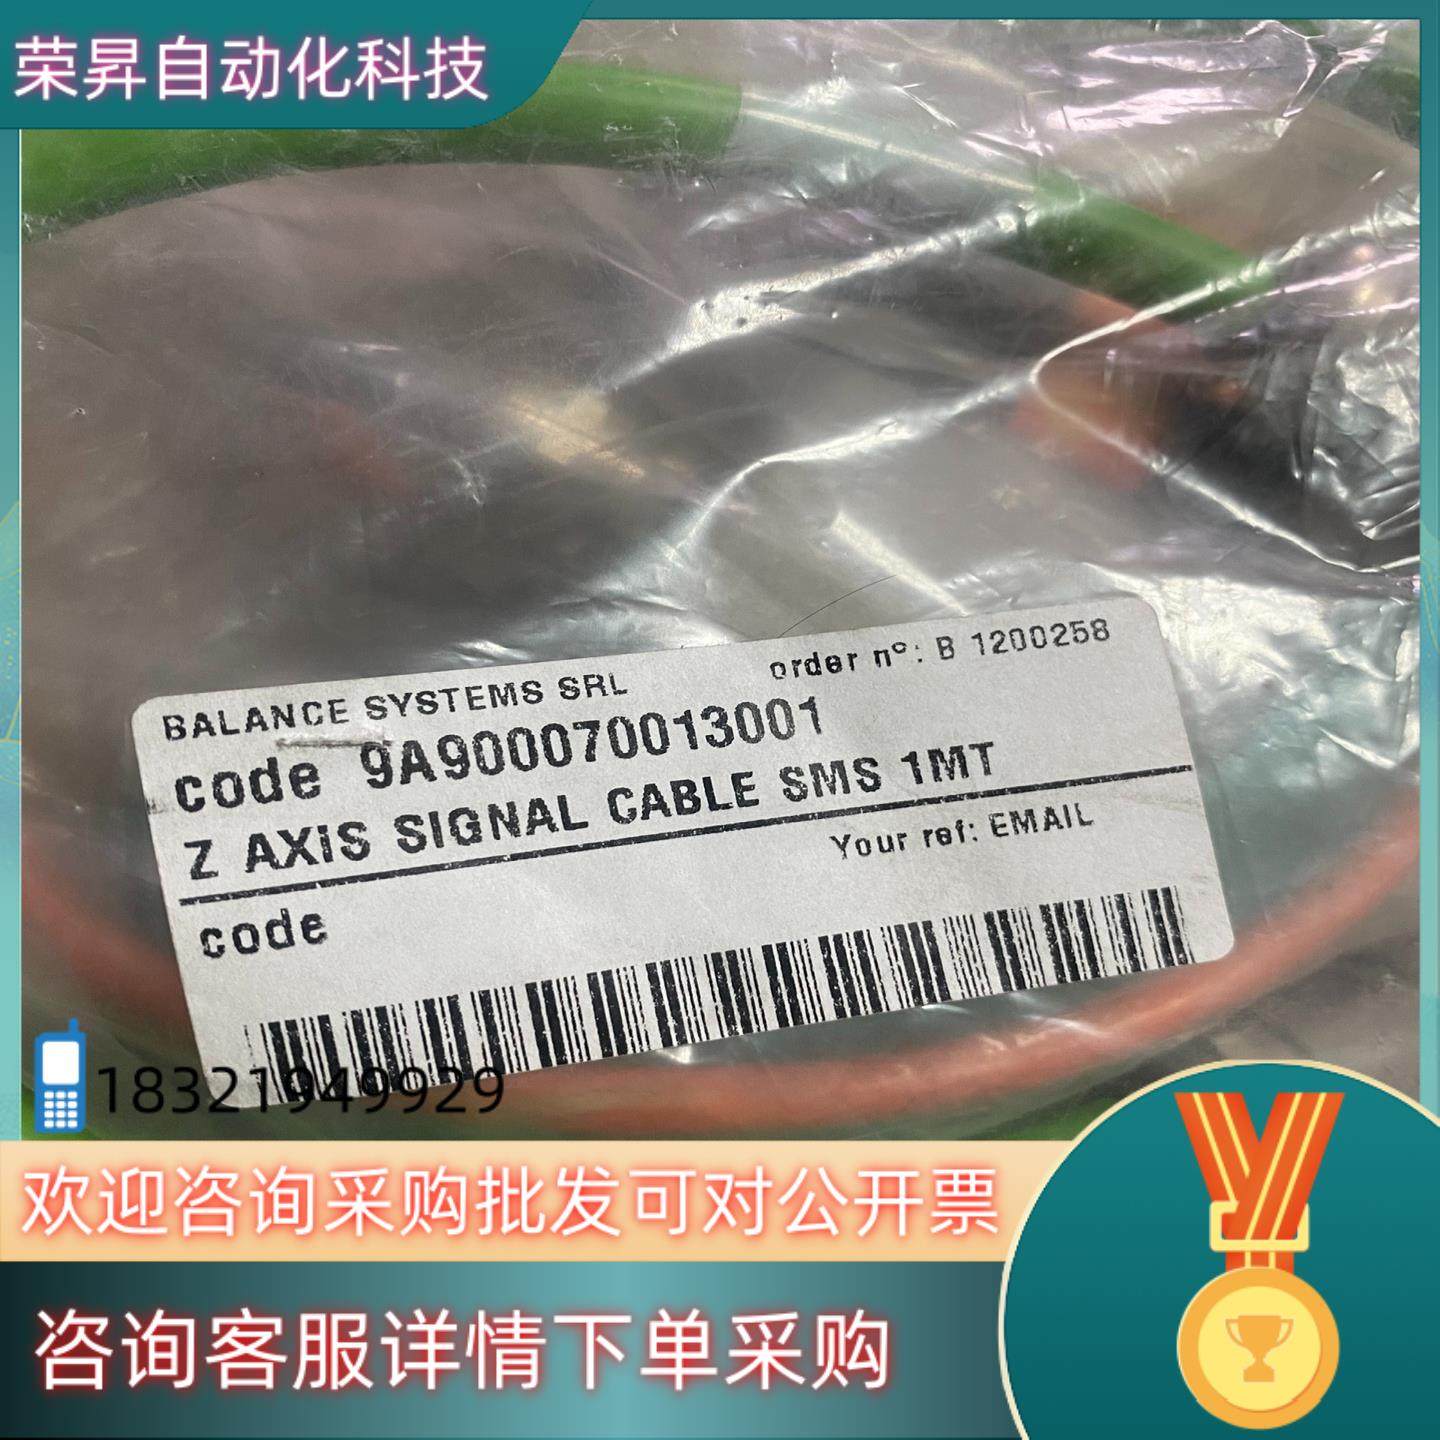 荣昇自动化科技
BALANCE SYSTEMS SRL
order n°: B 1200258
code 9A900070013001
Z AXIS SIGNAL CABLE SMS 1MT
Your ref: EMAIL
code
18321949929
欢迎咨询采购批发可对公开票
咨询客服详情下单采购